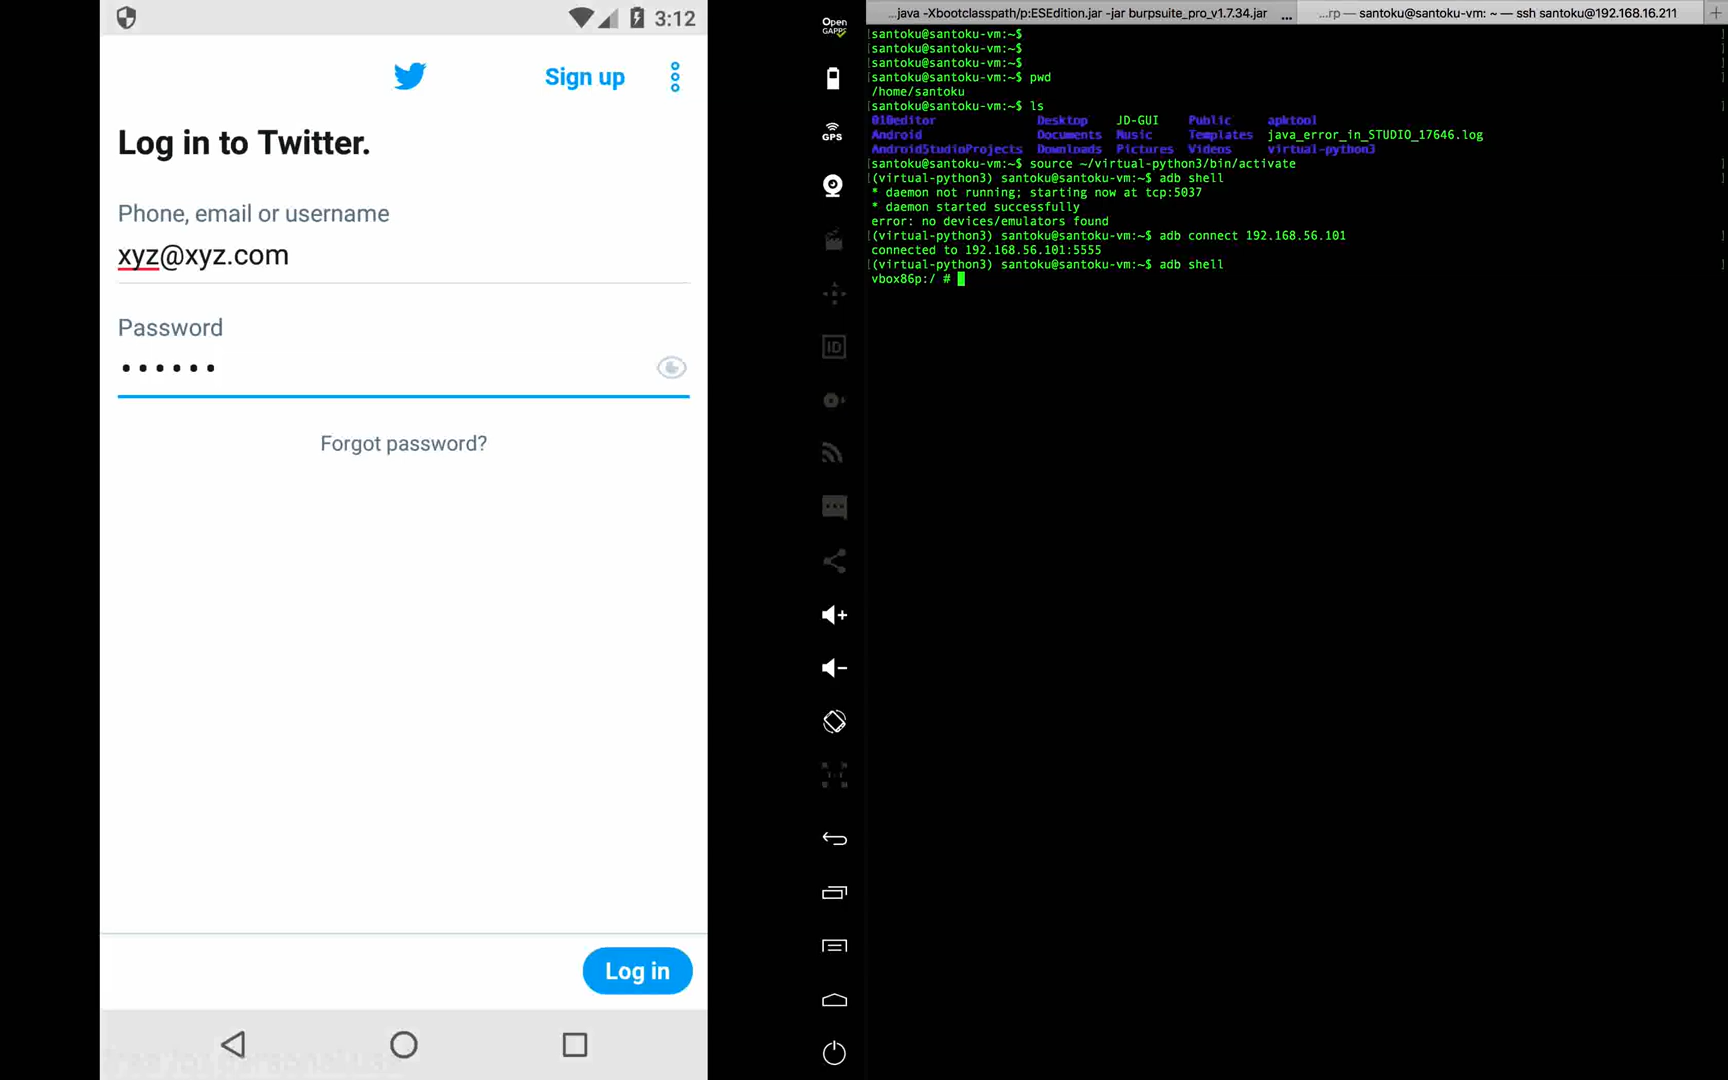 3:12
Sign up
Log in to Twitter.
Phone, email or username
xyz@xyz.com
Password
Forgot password?
Log in
free for personal use
Open
GAPPS
GPS
ID
...java -Xbootclasspath/p:ESEdition.jar -jar burpsuite_pro_v1.7.34.jar ...
...rp — santoku@santoku-vm: ~ — ssh santoku@192.168.16.211 +
santoku@santoku-vm:~$
santoku@santoku-vm:~$
santoku@santoku-vm:~$
santoku@santoku-vm:~$ pwd
/home/santoku
santoku@santoku-vm:~$ ls
010editor Desktop JD-GUI Public apktool
Android Documents Music Templates java_error_in_STUDIO_17646.log
AndroidStudioProjects Downloads Pictures Videos virtual-python3
santoku@santoku-vm:~$ source ~/virtual-python3/bin/activate
(virtual-python3) santoku@santoku-vm:~$ adb shell
* daemon not running; starting now at tcp:5037
* daemon started successfully
error: no devices/emulators found
(virtual-python3) santoku@santoku-vm:~$ adb connect 192.168.56.101
connected to 192.168.56.101:5555
(virtual-python3) santoku@santoku-vm:~$ adb shell
vbox86p:/ #